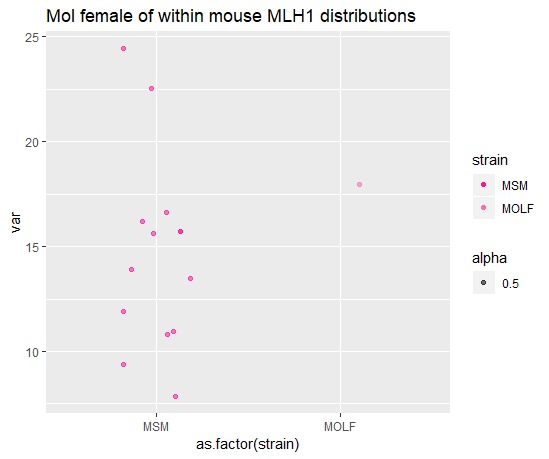 Mol female of within mouse MLH1 distributions
25
20
15
10
var
MSM
MOLF
as.factor(strain)
strain
MSM
MOLF
alpha
0.5